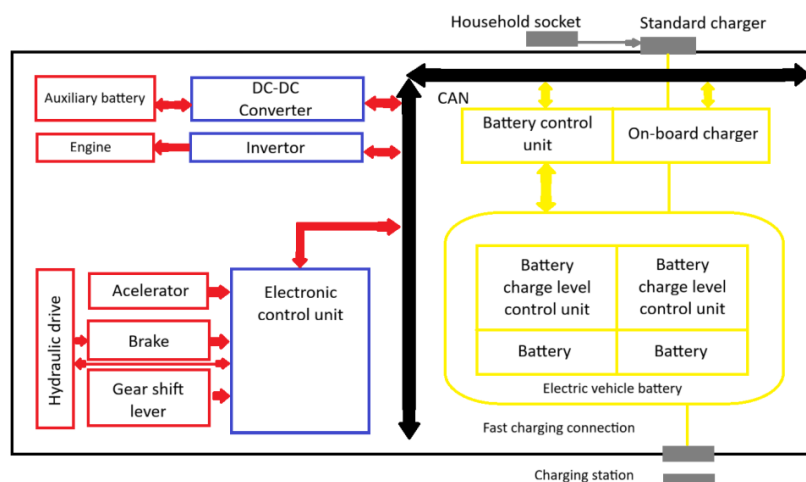 Household socket
Standard charger
Auxiliary battery
DC-DC
Converter
CAN
Engine
Invertor
Battery control
unit
On-board charger
Hydraulic drive
Acelerator
Brake
Gear shift
lever
Electronic
control unit
Battery
charge level
control unit
Battery
charge level
control unit
Battery
Battery
Electric vehicle battery
Fast charging connection
Charging station